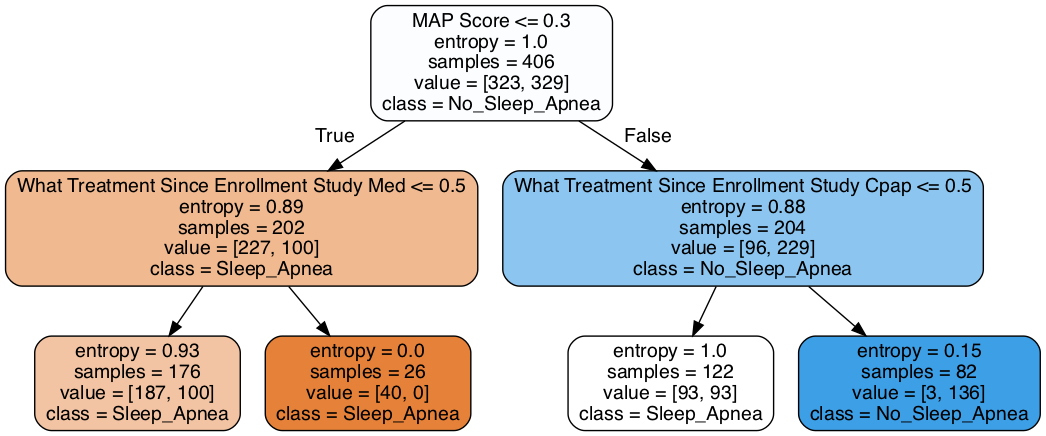 MAP Score <= 0.3
entropy = 1.0
samples = 406
value = [323, 329]
class = No_Sleep_Apnea
True
False
What Treatment Since Enrollment Study Med <= 0.5
entropy = 0.89
samples = 202
value = [227, 100]
class = Sleep_Apnea
What Treatment Since Enrollment Study Cpap <= 0.5
entropy = 0.88
samples = 204
value = [96, 229]
class = No_Sleep_Apnea
entropy = 0.93
samples = 176
value = [187, 100]
class = Sleep_Apnea
entropy = 0.0
samples = 26
value = [40, 0]
class = Sleep_Apnea
entropy = 1.0
samples = 122
value = [93, 93]
class = Sleep_Apnea
entropy = 0.15
samples = 82
value = [3, 136]
class = No_Sleep_Apnea